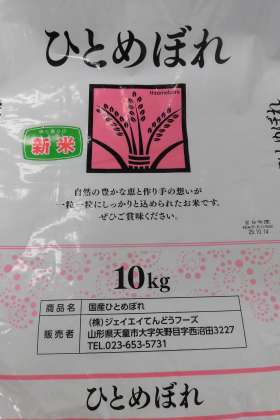 ひとめぼれ
Hitomebore
新米
自然の豊かな恵と作り手の想いが
一粒一粒にしっかりと込められたお米です。
ぜひご賞味ください。
10kg
商品名 国産ひとめぼれ
販売者 (株)ジェイエイてんどうフーズ
山形県天童市大字矢野目字西沼田3227
TEL.023-653-5731
ひとめぼれ